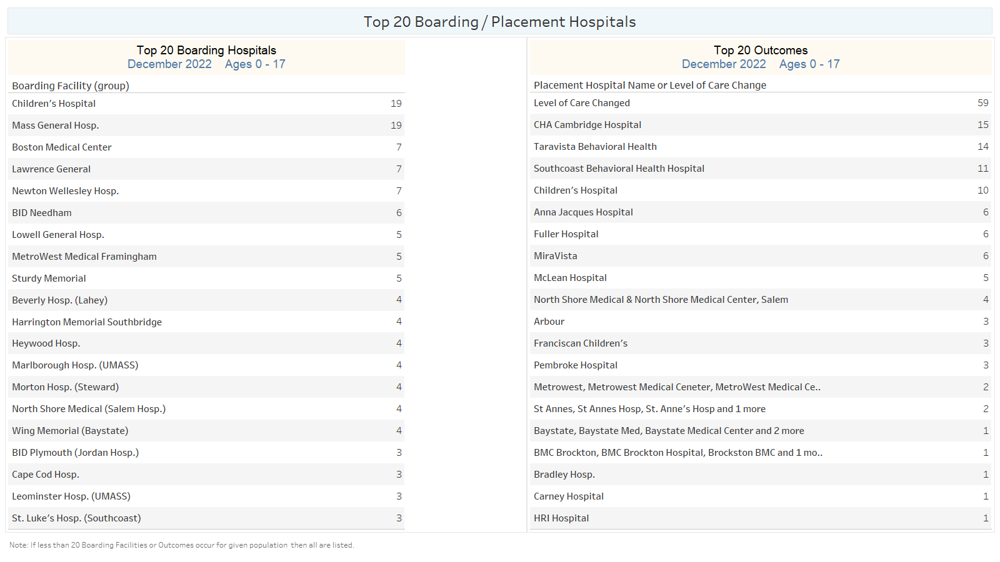 Top 20 Boarding / Placement Hospitals
Top 20 Boarding Hospitals
December 2022 Ages 0 - 17
Boarding Facility (group)
Children's Hospital 19
Mass General Hosp. 19
Boston Medical Center 7
Lawrence General 7
Newton Wellesley Hosp. 7
BID Needham 6
Lowell General Hosp. 5
MetroWest Medical Framingham 5
Sturdy Memorial 5
Beverly Hosp. (Lahey) 4
Harrington Memorial Southbridge 4
Heywood Hosp. 4
Marlborough Hosp. (UMASS) 4
Morton Hosp. (Steward) 4
North Shore Medical (Salem Hosp.) 4
Wing Memorial (Baystate) 4
BID Plymouth (Jordan Hosp.) 3
Cape Cod Hosp. 3
Leominster Hosp. (UMASS) 3
St. Luke's Hosp. (Southcoast) 3
Top 20 Outcomes
December 2022 Ages 0 - 17
Placement Hospital Name or Level of Care Change
Level of Care Changed 59
CHA Cambridge Hospital 15
Taravista Behavioral Health 14
Southcoast Behavioral Health Hospital 11
Children's Hospital 10
Anna Jacques Hospital 6
Fuller Hospital 6
MiraVista 6
McLean Hospital 5
North Shore Medical & North Shore Medical Center, Salem 4
Arbour 3
Franciscan Children's 3
Pembroke Hospital 3
Metrowest, Metrowest Medical Ceneter, MetroWest Medical Ce.. 2
St Annes, St Annes Hosp, St. Anne's Hosp and 1 more 2
Baystate, Baystate Med, Baystate Medical Center and 2 more 1
BMC Brockton, BMC Brockton Hospital, Brockston BMC and 1 mo.. 1
Bradley Hosp. 1
Carney Hospital 1
HRI Hospital 1
Note: If less than 20 Boarding Facilities or Outcomes occur for given population then all are listed.